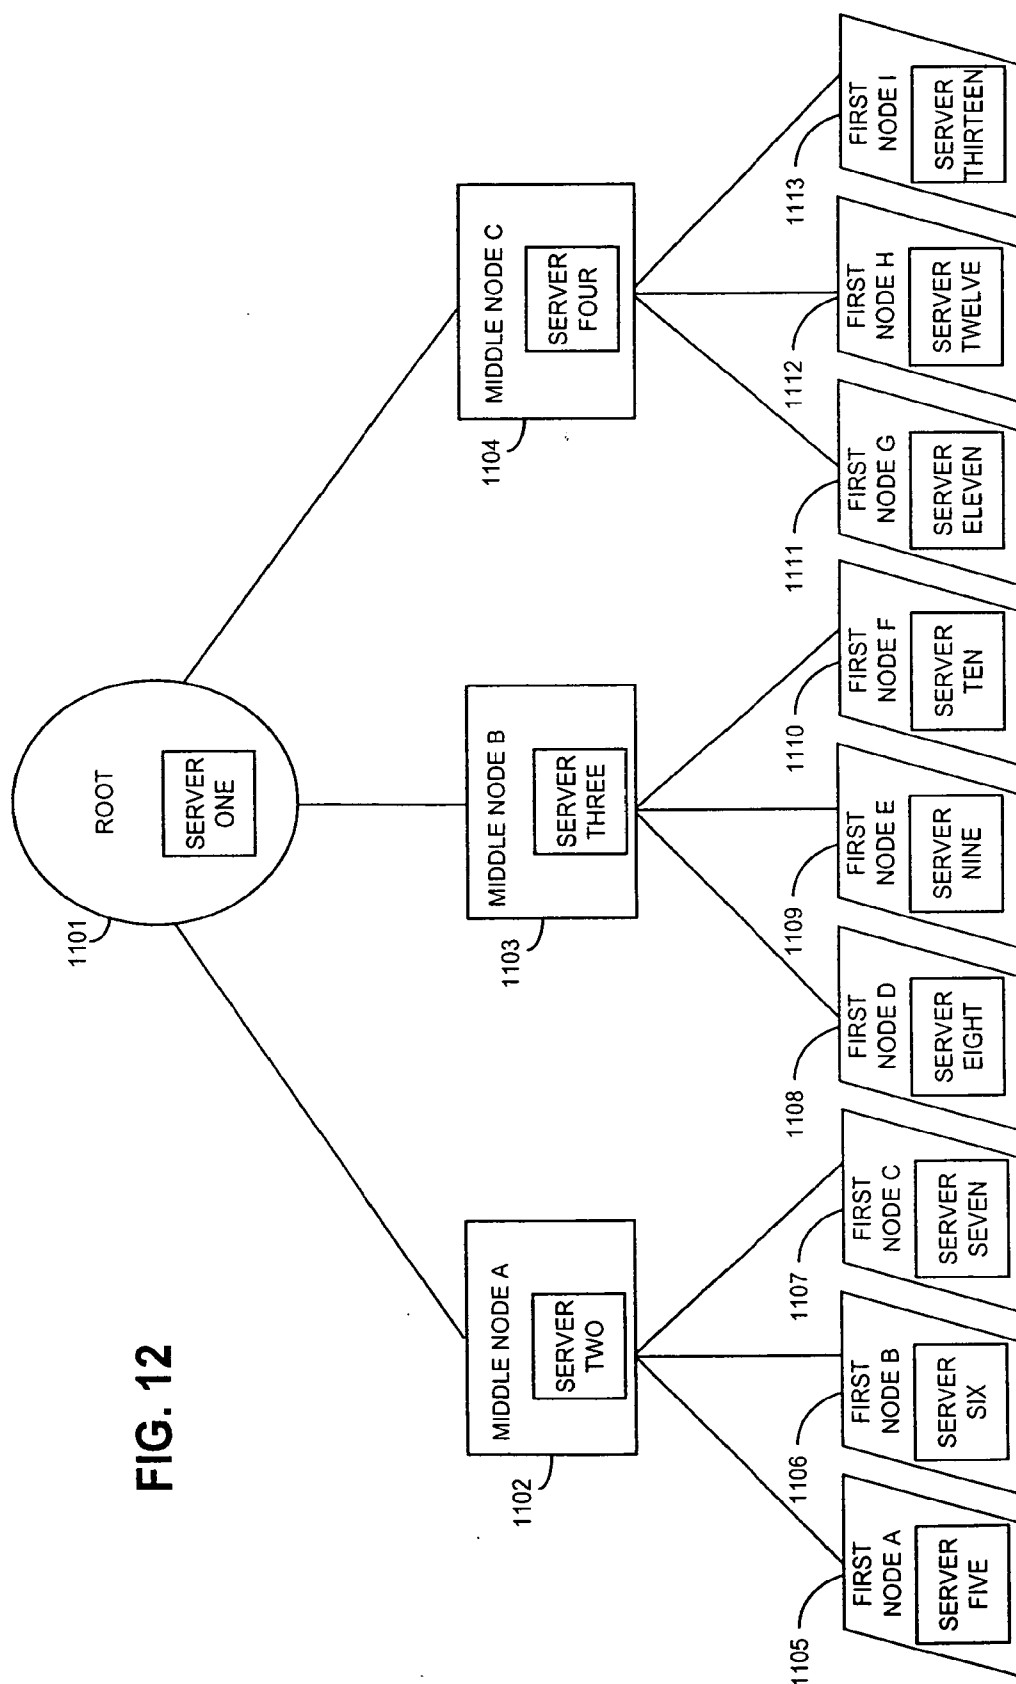 FIG. 12
ROOT
SERVER
ONE
1101
MIDDLE NODE A
SERVER
TWO
1102
MIDDLE NODE B
SERVER
THREE
1103
MIDDLE NODE C
SERVER
FOUR
1104
FIRST
NODE A
SERVER
FIVE
1105
FIRST
NODE B
SERVER
SIX
1106
FIRST
NODE C
SERVER
SEVEN
1107
FIRST
NODE D
SERVER
EIGHT
1108
FIRST
NODE E
SERVER
NINE
1109
FIRST
NODE F
SERVER
TEN
1110
FIRST
NODE G
SERVER
ELEVEN
1111
FIRST
NODE H
SERVER
TWELVE
1112
FIRST
NODE I
SERVER
THIRTEEN
1113